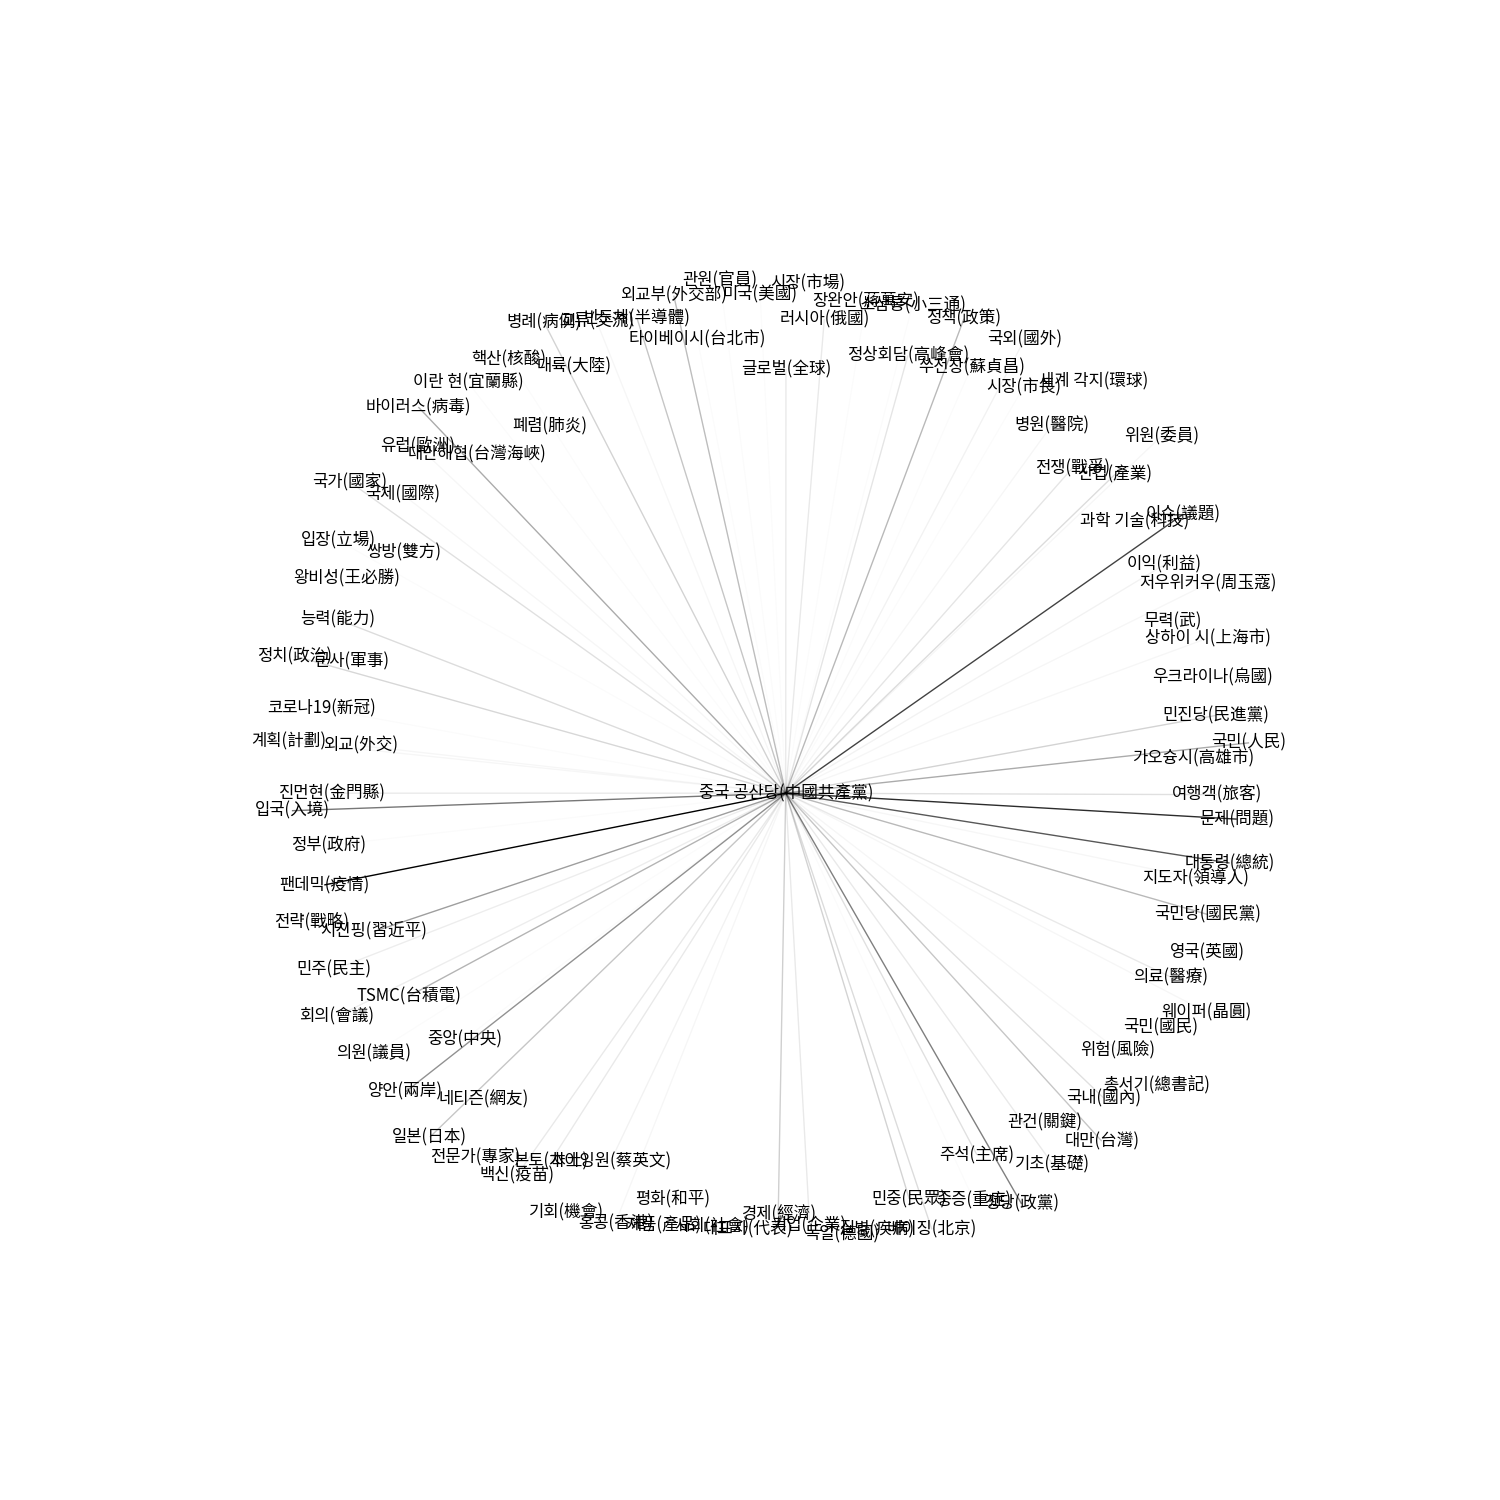 관원(官員)
시장(市場)
외교부(外交部)
미국(美國)
장완안(蔣萬安)
소삼통(小三通)
병례(病例)
교류(交流)
반도체(半導體)
러시아(俄國)
정책(政策)
타이베이시(台北市)
국외(國外)
핵산(核酸)
대륙(大陸)
글로벌(全球)
정상회담(高峰會)
쑤전창(蘇貞昌)
이란 현(宜蘭縣)
시장(市長)
세계 각지(環球)
바이러스(病毒)
폐렴(肺炎)
병원(醫院)
위원(委員)
유럽(歐洲)
대만해협(台灣海峽)
전쟁(戰爭)
산업(產業)
국가(國家)
국제(國際)
이슈(議題)
과학 기술(科技)
입장(立場)
쌍방(雙方)
이익(利益)
왕비성(王必勝)
저우위커우(周玉蔻)
능력(能力)
무력(武)
상하이 시(上海市)
정치(政治)
군사(軍事)
우크라이나(烏國)
코로나19(新冠)
민진당(民進黨)
계획(計劃)
외교(外交)
국민(人民)
가오슝시(高雄市)
진먼현(金門縣)
중국 공산당(中國共產黨)
여행객(旅客)
입국(入境)
문제(問題)
정부(政府)
대통령(總統)
팬데믹(疫情)
지도자(領導人)
전략(戰略)
시진핑(習近平)
국민당(國民黨)
영국(英國)
민주(民主)
의료(醫療)
TSMC(台積電)
회의(會議)
웨이퍼(晶圓)
국민(國民)
중앙(中央)
의원(議員)
위험(風險)
양안(兩岸)
네티즌(網友)
총서기(總書記)
국내(國內)
관건(關鍵)
일본(日本)
대만(台灣)
전문가(專家)
본토(本土)
차이잉원(蔡英文)
주석(主席)
기초(基礎)
백신(疫苗)
평화(和平)
민중(民眾)
중증(重症)
정당(政黨)
기회(機會)
홍콩(香港)
제품(產品)
사회(社會)
대표(代表)
경제(經濟)
기업(企業)
독일(德國)
질병(疾病)
베이징(北京)